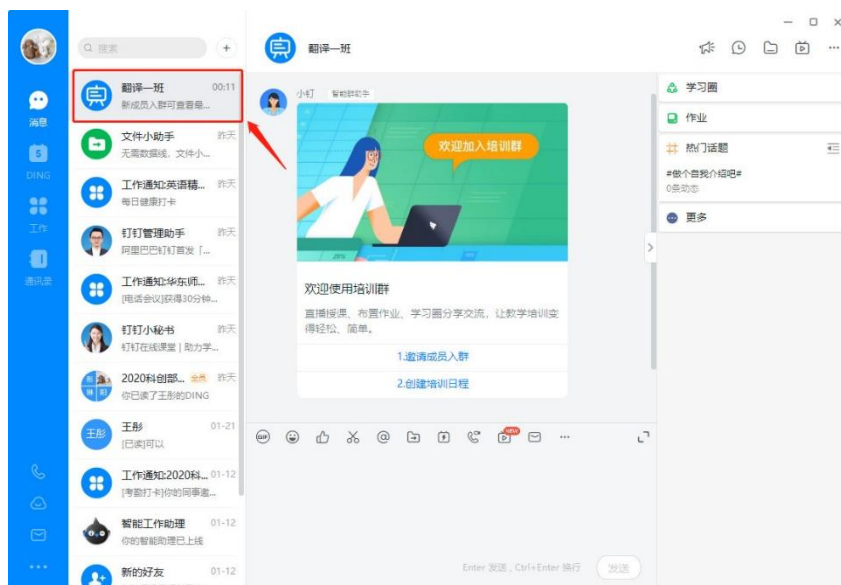 搜索
消息
5
DING
工作
通讯录
翻译一班 00:11
新成员入群可查看最...
文件小助手 昨天
无需数据线，文件小...
工作通知:英语精... 昨天
每日健康打卡
钉钉管理助手 昨天
阿里巴巴钉钉首发「...
工作通知:华东师... 昨天
[电话会议]获得30分钟...
钉钉小秘书 昨天
钉钉在线课堂 | 助力学...
2020科创部... 全员 昨天
你已读了王彤的DING
王彤
王彤 01-21
[已读]可以
工作通知:2020科... 01-12
[考勤打卡]你的同事邀...
智能工作助理 01-12
你的智能助理已上线
新的好友 01-12
翻译一班
小钉 智能群助手
欢迎加入培训群
欢迎使用培训群
直播授课、布置作业、学习圈分享交流，让教学培训变
得轻松、简单。
1.邀请成员入群
2.创建培训日程
GIF
NEW
Enter 发送 , Ctrl+Enter 换行
发送
学习圈
作业
热门话题
#做个自我介绍吧#
0条动态
更多